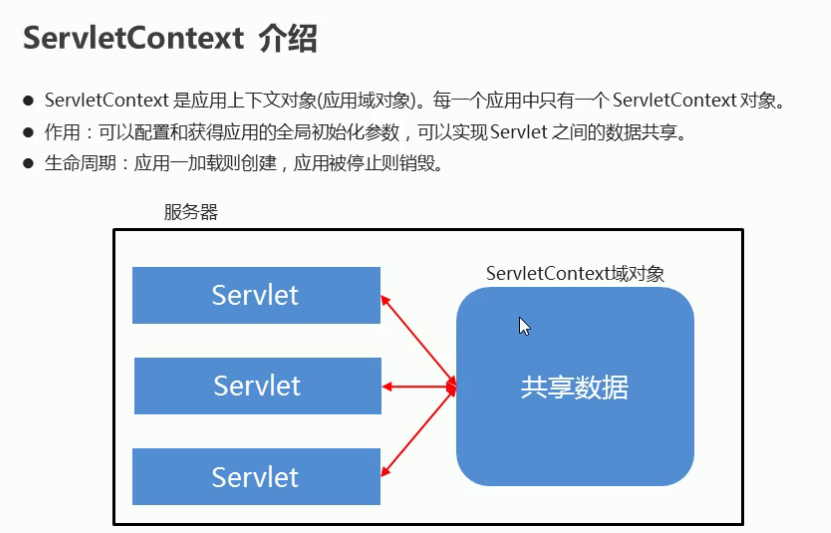 ServletContext 介绍
● ServletContext 是应用上下文对象(应用域对象)。每一个应用中只有一个 ServletContext 对象。
● 作用：可以配置和获得应用的全局初始化参数，可以实现 Servlet 之间的数据共享。
● 生命周期：应用一加载则创建，应用被停止则销毁。
服务器
ServletContext域对象
Servlet
Servlet
共享数据
Servlet